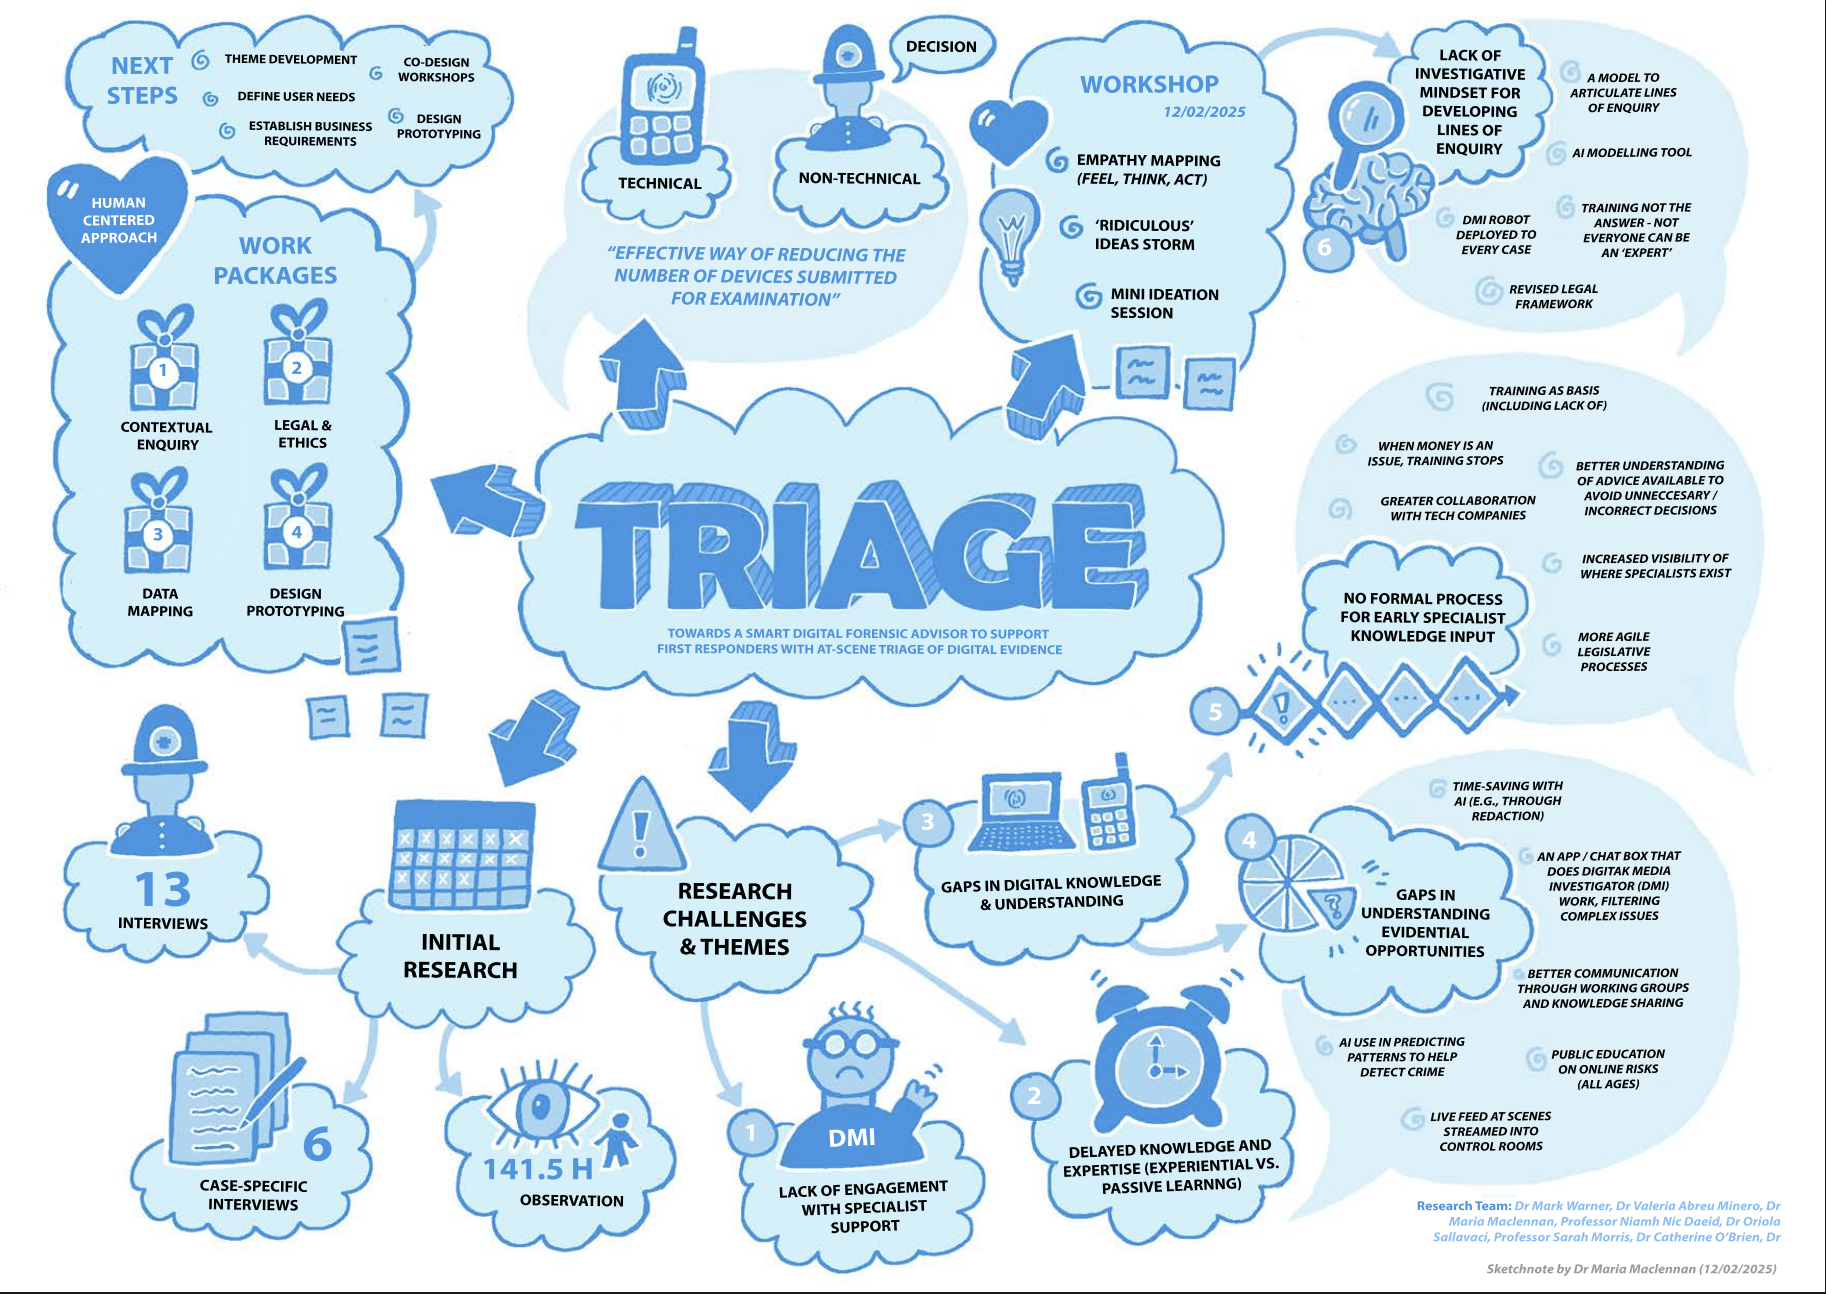 NEXT
STEPS
THEME DEVELOPMENT
DEFINE USER NEEDS
ESTABLISH BUSINESS
REQUIREMENTS
CO-DESIGN
WORKSHOPS
DESIGN
PROTOTYPING
HUMAN
CENTERED
APPROACH
WORK
PACKAGES
1
CONTEXTUAL
ENQUIRY
2
LEGAL &
ETHICS
3
DATA
MAPPING
4
DESIGN
PROTOTYPING
TECHNICAL
DECISION
NON-TECHNICAL
“EFFECTIVE WAY OF REDUCING THE
NUMBER OF DEVICES SUBMITTED
FOR EXAMINATION”
WORKSHOP
12/02/2025
EMPATHY MAPPING
(FEEL, THINK, ACT)
‘RIDICULOUS’
IDEAS STORM
MINI IDEATION
SESSION
TRIAGE
TOWARDS A SMART DIGITAL FORENSIC ADVISOR TO SUPPORT
FIRST RESPONDERS WITH AT-SCENE TRIAGE OF DIGITAL EVIDENCE
INITIAL
RESEARCH
13
INTERVIEWS
6
CASE-SPECIFIC
INTERVIEWS
141.5 H
OBSERVATION
!
RESEARCH
CHALLENGES
& THEMES
1
DMI
LACK OF ENGAGEMENT
WITH SPECIALIST
SUPPORT
2
DELAYED KNOWLEDGE AND
EXPERTISE (EXPERIENTIAL VS.
PASSIVE LEARNNG)
3
GAPS IN DIGITAL KNOWLEDGE
& UNDERSTANDING
4
?
GAPS IN
UNDERSTANDING
EVIDENTIAL
OPPORTUNITIES
TIME-SAVING WITH
AI (E.G., THROUGH
REDACTION)
AN APP / CHAT BOX THAT
DOES DIGITAK MEDIA
INVESTIGATOR (DMI)
WORK, FILTERING
COMPLEX ISSUES
BETTER COMMUNICATION
THROUGH WORKING GROUPS
AND KNOWLEDGE SHARING
AI USE IN PREDICTING
PATTERNS TO HELP
DETECT CRIME
PUBLIC EDUCATION
ON ONLINE RISKS
(ALL AGES)
LIVE FEED AT SCENES
STREAMED INTO
CONTROL ROOMS
5
!
...
...
...
NO FORMAL PROCESS
FOR EARLY SPECIALIST
KNOWLEDGE INPUT
TRAINING AS BASIS
(INCLUDING LACK OF)
WHEN MONEY IS AN
ISSUE, TRAINING STOPS
BETTER UNDERSTANDING
OF ADVICE AVAILABLE TO
AVOID UNNECCESARY /
INCORRECT DECISIONS
GREATER COLLABORATION
WITH TECH COMPANIES
INCREASED VISIBILITY OF
WHERE SPECIALISTS EXIST
MORE AGILE
LEGISLATIVE
PROCESSES
6
LACK OF
INVESTIGATIVE
MINDSET FOR
DEVELOPING
LINES OF
ENQUIRY
A MODEL TO
ARTICULATE LINES
OF ENQUIRY
AI MODELLING TOOL
DMI ROBOT
DEPLOYED TO
EVERY CASE
TRAINING NOT THE
ANSWER - NOT
EVERYONE CAN BE
AN ‘EXPERT’
REVISED LEGAL
FRAMEWORK
Research Team: Dr Mark Warner, Dr Valeria Abreu Minero, Dr
Maria Maclennan, Professor Niamh Nic Daeid, Dr Oriola
Sallavaci, Professor Sarah Morris, Dr Catherine O’Brien, Dr
Sketchnote by Dr Maria Maclennan (12/02/2025)